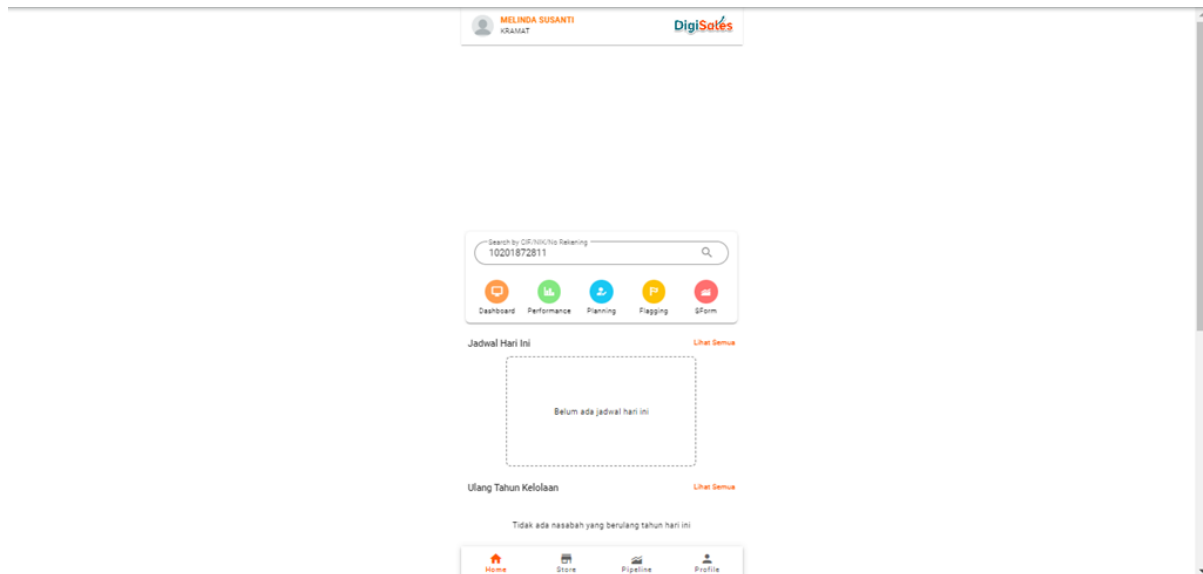 MELINDA SUSANTI
KRAMAT
DigiSales
Search by CIF/NIK/No Rekening
10201872811
Dashboard Performance Planning Flagging GForm
Jadwal Hari Ini Lihat Semua
Belum ada jadwal hari ini
Ulang Tahun Kelolaan Lihat Semua
Tidak ada nasabah yang berulang tahun hari ini
Home Store Pipeline Profile